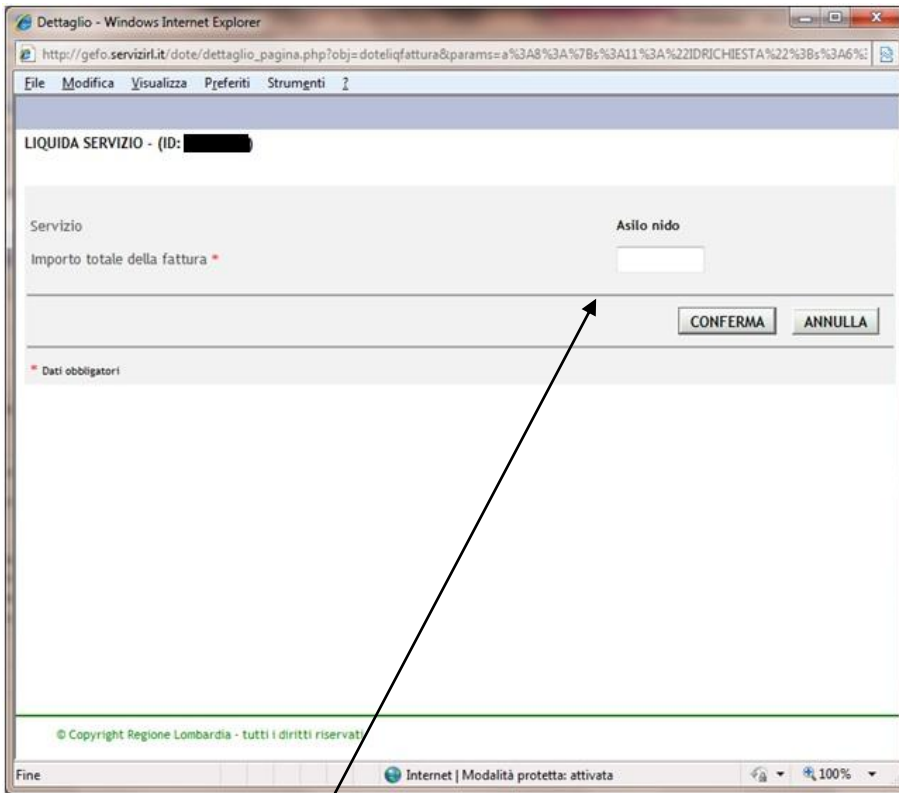 Dettaglio - Windows Internet Explorer
http://gefo.servizirl.it/dote/dettaglio_pagina.php?obj=doteliqfattura&params=a%3A8%3A%7Bs%3A11%3A%22IDRICHIESTA%22%3Bs%3A6%:
File Modifica Visualizza Preferiti Strumenti ?
LIQUIDA SERVIZIO - (ID: )
Servizio Asilo nido
Importo totale della fattura *
CONFERMA ANNULLA
* Dati obbligatori
© Copyright Regione Lombardia - tutti i diritti riservati
Fine Internet | Modalità protetta: attivata 100%